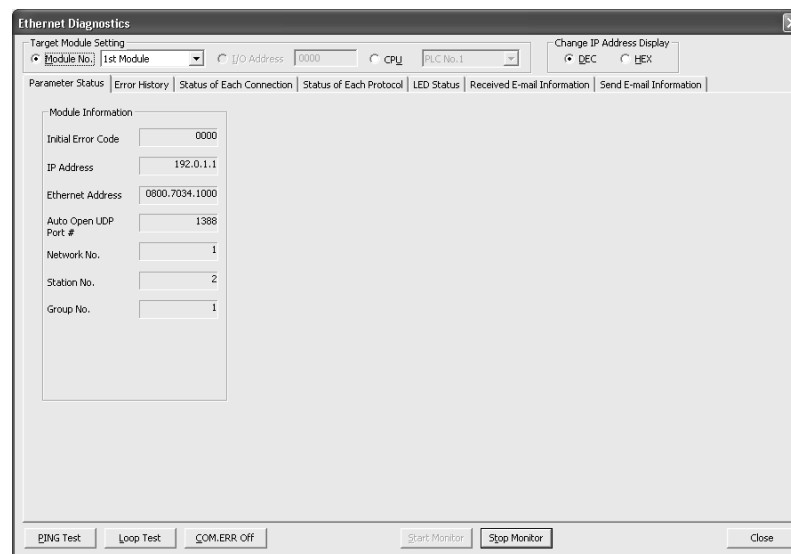 Ethernet Diagnostics
Target Module Setting
Module No. 1st Module I/O Address 0000 CPU PLC No.1
Change IP Address Display
DEC HEX
Parameter Status Error History Status of Each Connection Status of Each Protocol LED Status Received E-mail Information Send E-mail Information
Module Information
Initial Error Code 0000
IP Address 192.0.1.1
Ethernet Address 0800.7034.1000
Auto Open UDP
Port # 1388
Network No. 1
Station No. 2
Group No. 1
PING Test Loop Test COM.ERR Off Start Monitor Stop Monitor Close